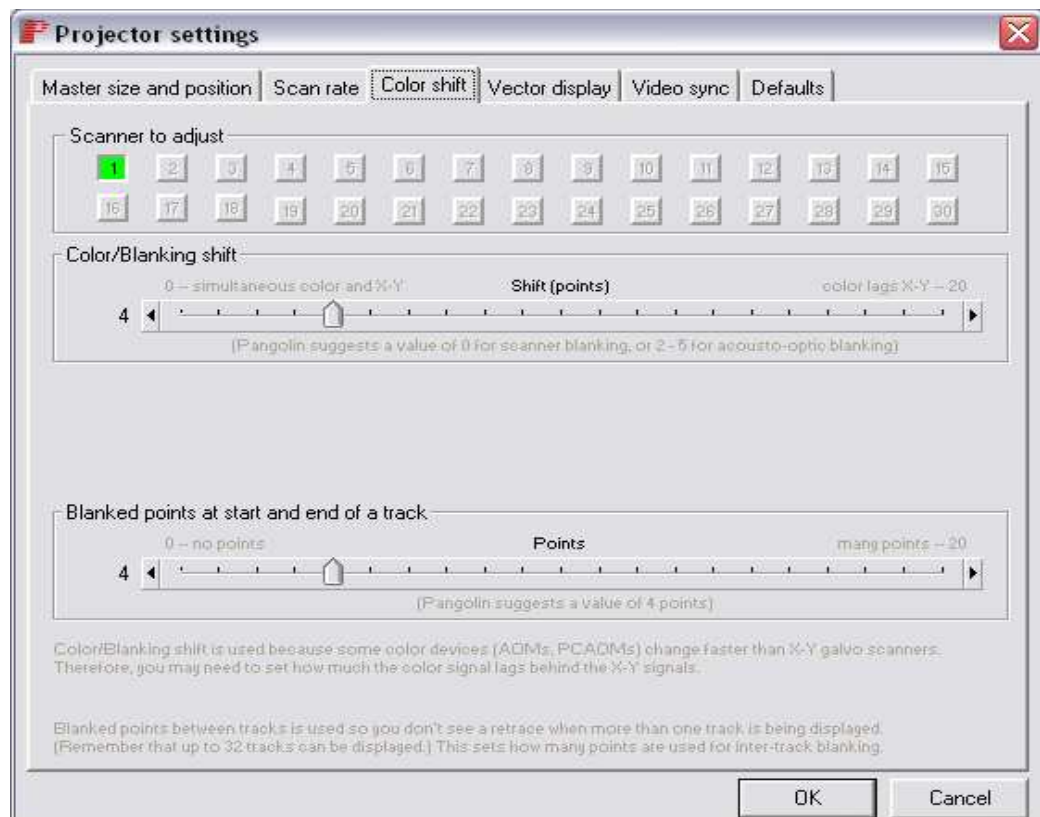 Projector settings
Master size and position Scan rate Color shift Vector display Video sync Defaults
Scanner to adjust
1 2 3 4 5 6 7 8 9 10 11 12 13 14 15
16 17 18 19 20 21 22 23 24 25 26 27 28 29 30
Color/Blanking shift
0 -- simultaneous color and X-Y Shift (points) color lags X-Y -- 20
4
(Pangolin suggests a value of 0 for scanner blanking, or 2 - 5 for acousto-optic blanking)
Blanked points at start and end of a track
0 -- no points Points many points -- 20
4
(Pangolin suggests a value of 4 points)
Color/Blanking shift is used because some color devices (AOMs, PCAOMs) change faster than X-Y galvo scanners.
Therefore, you may need to set how much the color signal lags behind the X-Y signals.
Blanked points between tracks is used so you don't see a retrace when more than one track is being displayed.
(Remember that up to 32 tracks can be displayed.) This sets how many points are used for inter-track blanking.
OK Cancel